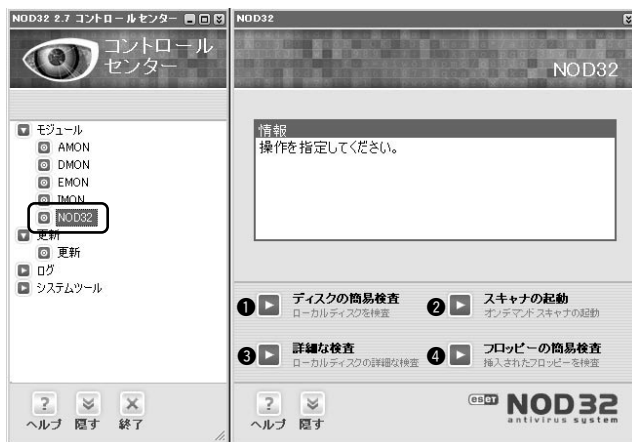 NOD32 2.7 コントロールセンター
コントロール
センター
モジュール
AMON
DMON
EMON
IMON
NOD32
更新
更新
ログ
システムツール
ヘルプ
隠す
終了
NOD32
NOD32
情報
操作を指定してください。
❶ ディスクの簡易検査
ローカルディスクを検査
❷ スキャナの起動
オンデマンドスキャナの起動
❸ 詳細な検査
ローカルディスクの詳細な検査
❹ フロッピーの簡易検査
挿入されたフロッピーを検査
ヘルプ
隠す
eset NOD32
antivirus system